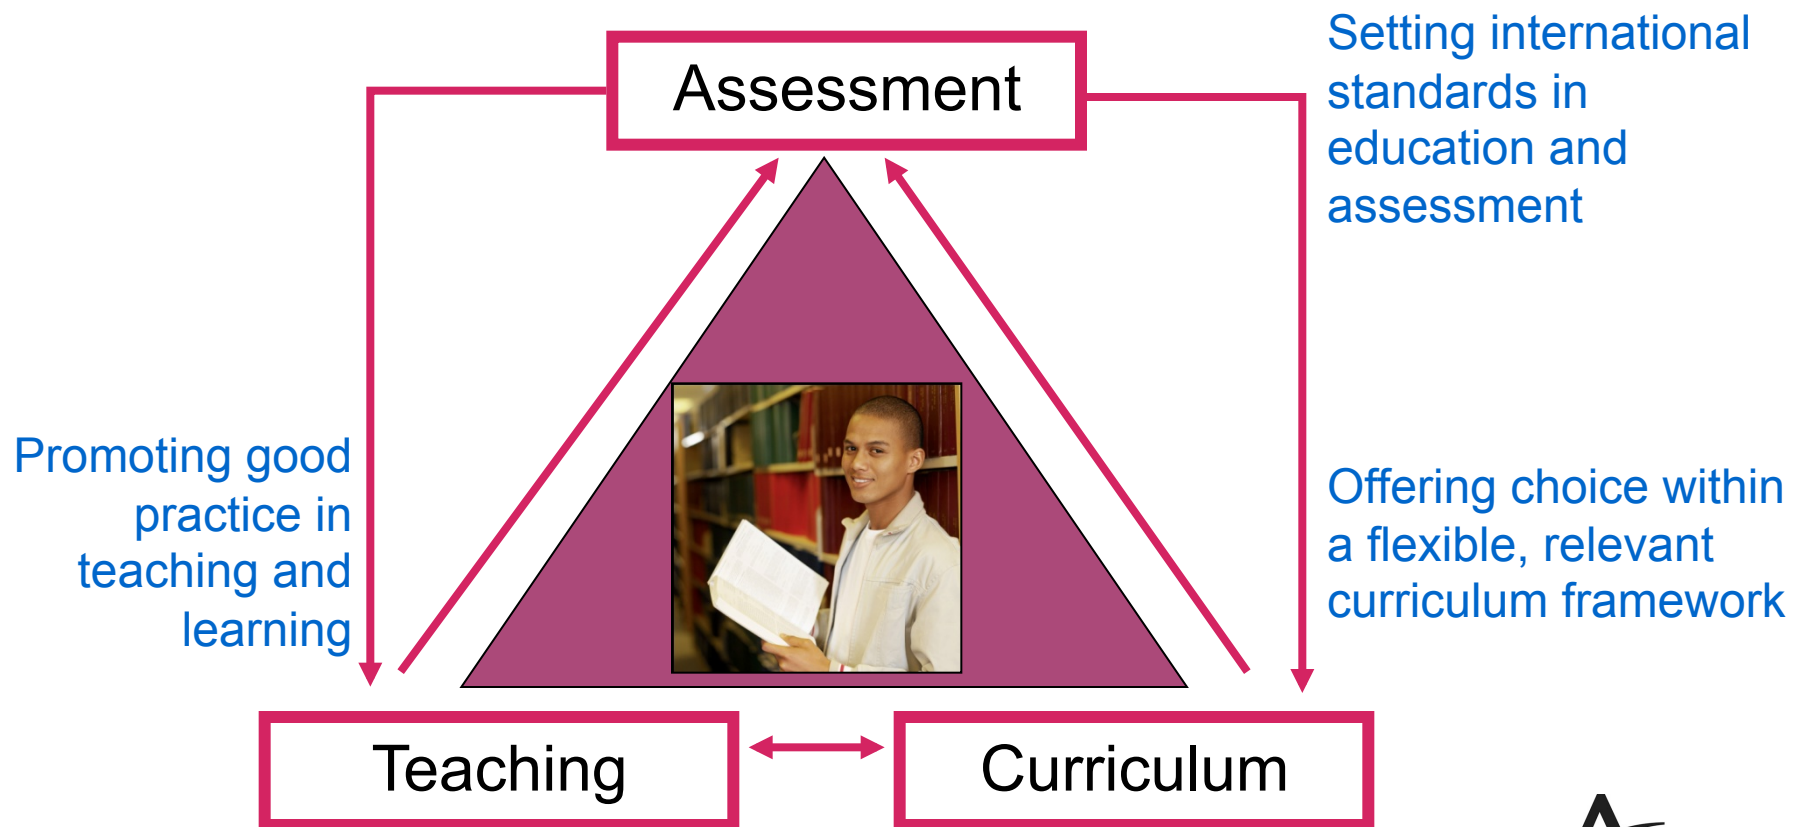 Assessment
Setting international
standards in
education and
assessment
Promoting good
practice in
teaching and
learning
Offering choice within
a flexible, relevant
curriculum framework
Teaching
Curriculum